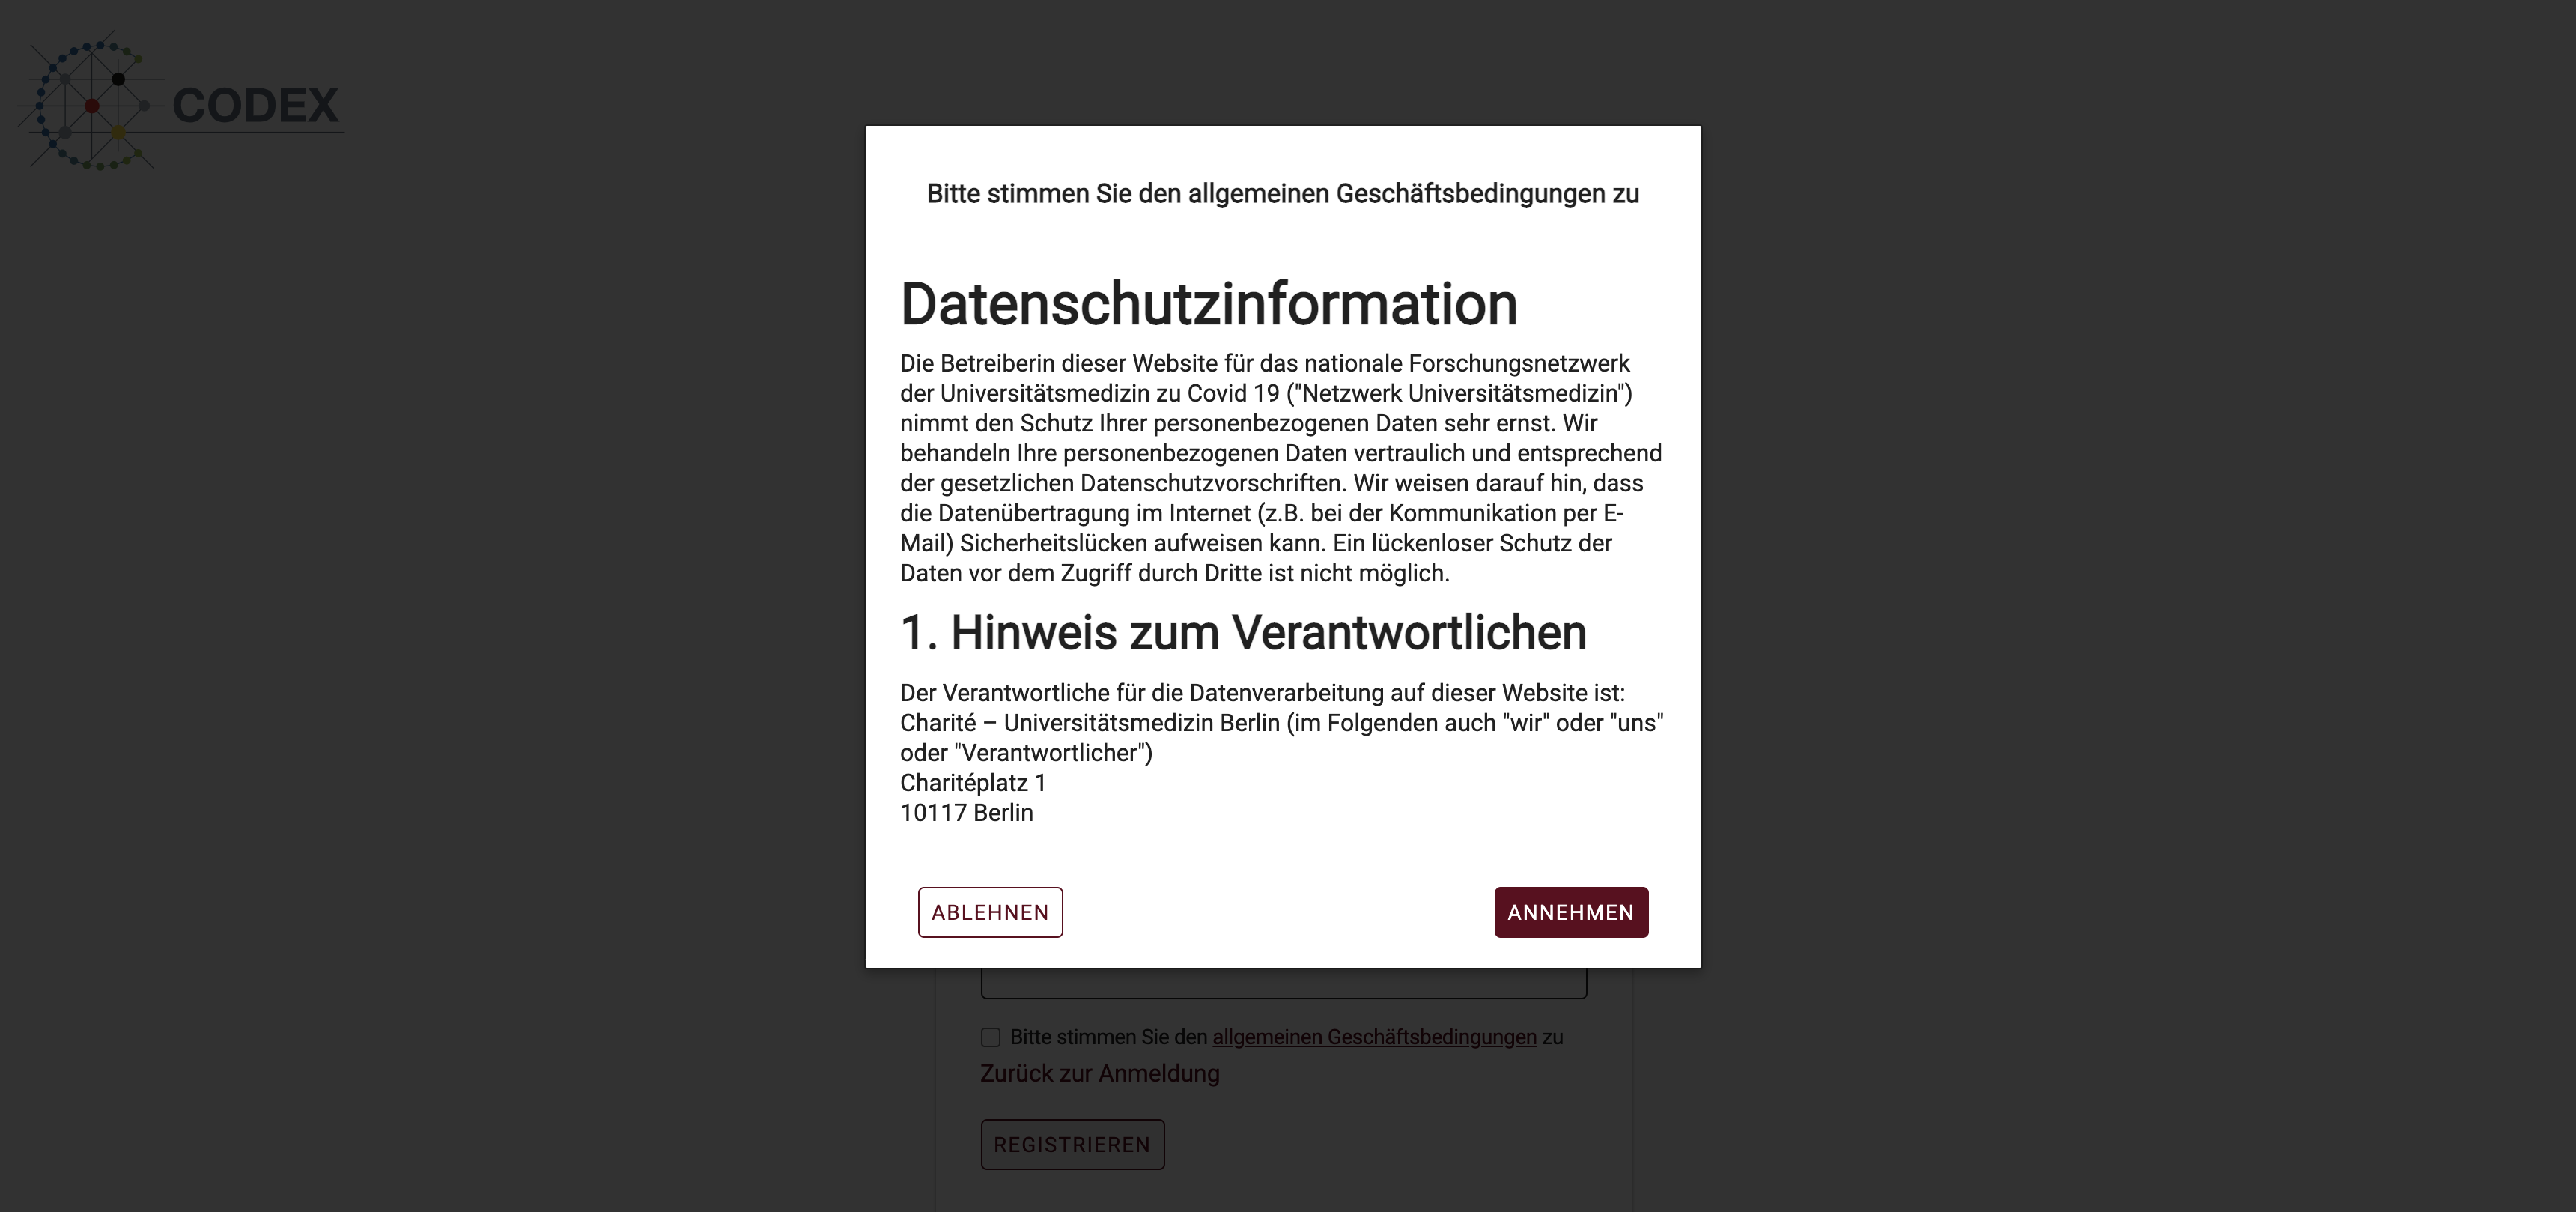 CODEX
Bitte stimmen Sie den allgemeinen Geschäftsbedingungen zu
Datenschutzinformation
Die Betreiberin dieser Website für das nationale Forschungsnetzwerk
der Universitätsmedizin zu Covid 19 ("Netzwerk Universitätsmedizin")
nimmt den Schutz Ihrer personenbezogenen Daten sehr ernst. Wir
behandeln Ihre personenbezogenen Daten vertraulich und entsprechend
der gesetzlichen Datenschutzvorschriften. Wir weisen darauf hin, dass
die Datenübertragung im Internet (z.B. bei der Kommunikation per E-
Mail) Sicherheitslücken aufweisen kann. Ein lückenloser Schutz der
Daten vor dem Zugriff durch Dritte ist nicht möglich.
1. Hinweis zum Verantwortlichen
Der Verantwortliche für die Datenverarbeitung auf dieser Website ist:
Charité – Universitätsmedizin Berlin (im Folgenden auch "wir" oder "uns"
oder "Verantwortlicher")
Charitéplatz 1
10117 Berlin
ABLEHNEN ANNEHMEN
Bitte stimmen Sie den allgemeinen Geschäftsbedingungen zu
Zurück zur Anmeldung
REGISTRIEREN